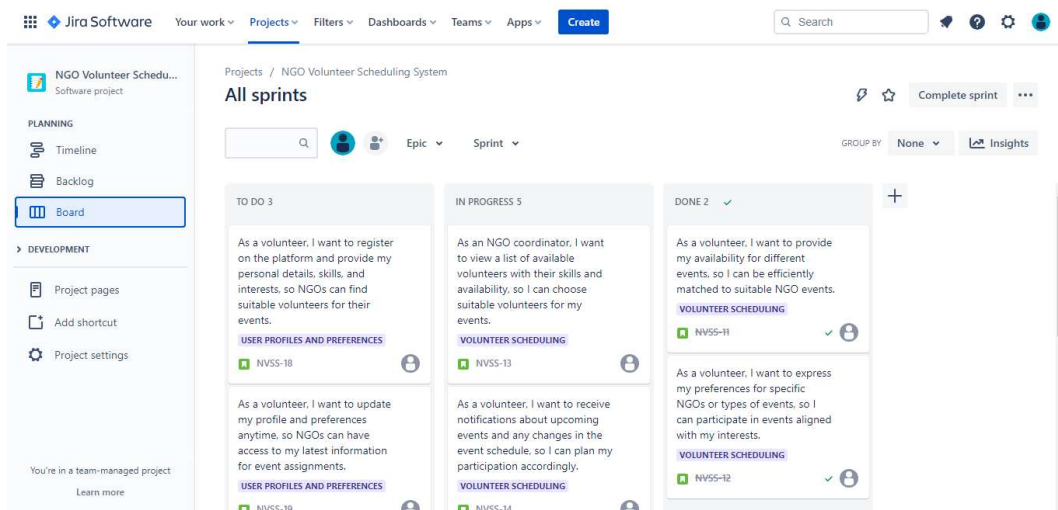 Jira Software
Your work
Projects
Filters
Dashboards
Teams
Apps
Create
Search
NGO Volunteer Schedu...
Software project
PLANNING
Timeline
Backlog
Board
DEVELOPMENT
Project pages
Add shortcut
Project settings
You're in a team-managed project
Learn more
Projects / NGO Volunteer Scheduling System
All sprints
Complete sprint
Epic
Sprint
GROUP BY
None
Insights
TO DO 3
As a volunteer, I want to register
on the platform and provide my
personal details, skills, and
interests, so NGOs can find
suitable volunteers for their
events.
USER PROFILES AND PREFERENCES
NVSS-18
As a volunteer, I want to update
my profile and preferences
anytime, so NGOs can have
access to my latest information
for event assignments.
USER PROFILES AND PREFERENCES
NVSS-19
IN PROGRESS 5
As an NGO coordinator, I want
to view a list of available
volunteers with their skills and
availability, so I can choose
suitable volunteers for my
events.
VOLUNTEER SCHEDULING
NVSS-13
As a volunteer, I want to receive
notifications about upcoming
events and any changes in the
event schedule, so I can plan my
participation accordingly.
VOLUNTEER SCHEDULING
NVSS-14
DONE 2
As a volunteer, I want to provide
my availability for different
events, so I can be efficiently
matched to suitable NGO events.
VOLUNTEER SCHEDULING
NVSS-11
As a volunteer, I want to express
my preferences for specific
NGOs or types of events, so I
can participate in events aligned
with my interests.
VOLUNTEER SCHEDULING
NVSS-12